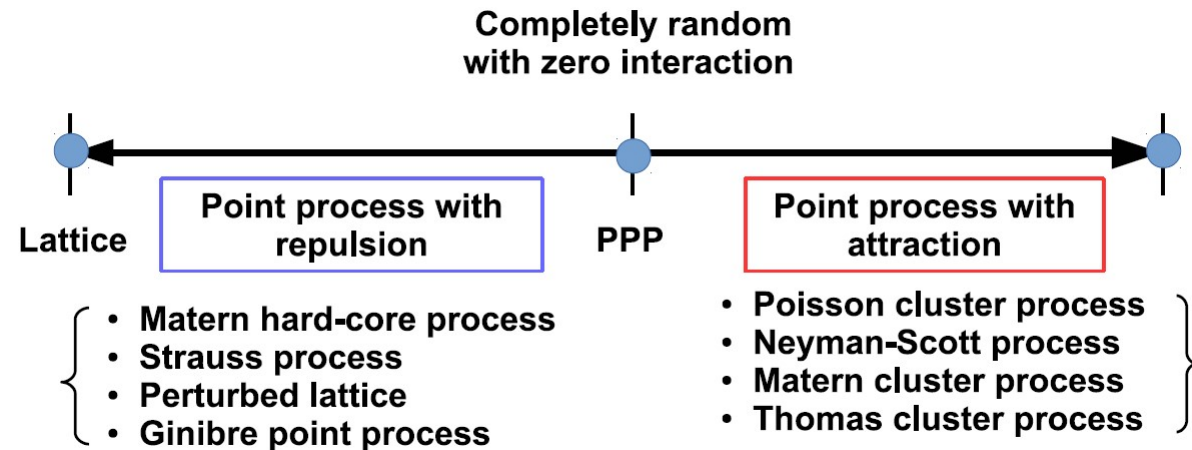 Completely random
with zero interaction
Point process with
repulsion
Point process with
attraction
Lattice
PPP
• Matern hard-core process
• Strauss process
• Perturbed lattice
• Ginibre point process
• Poisson cluster process
• Neyman-Scott process
• Matern cluster process
• Thomas cluster process